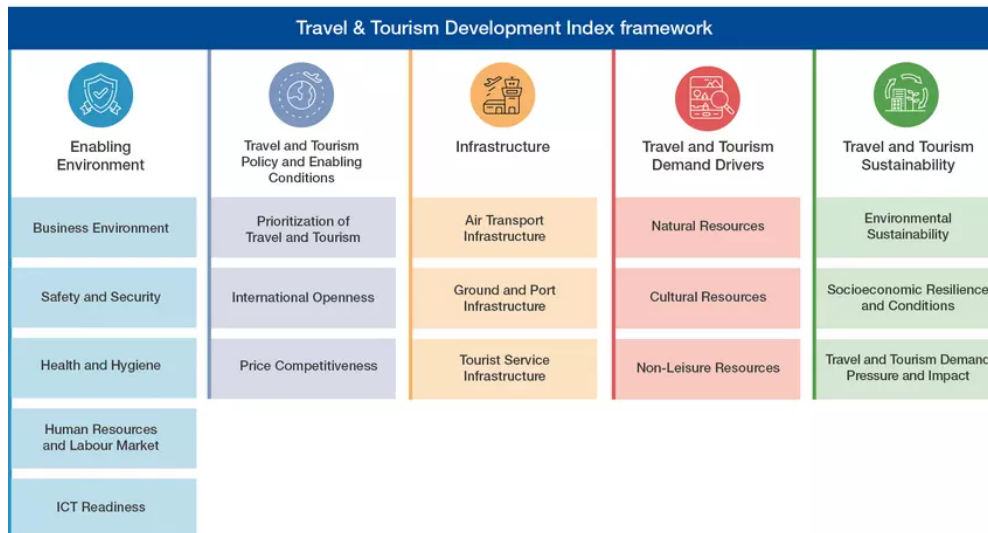 Travel & Tourism Development Index framework
Enabling
Environment
Business Environment
Safety and Security
Health and Hygiene
Human Resources
and Labour Market
ICT Readiness
Travel and Tourism
Policy and Enabling
Conditions
Prioritization of
Travel and Tourism
International Openness
Price Competitiveness
Infrastructure
Air Transport
Infrastructure
Ground and Port
Infrastructure
Tourist Service
Infrastructure
Travel and Tourism
Demand Drivers
Natural Resources
Cultural Resources
Non-Leisure Resources
Travel and Tourism
Sustainability
Environmental
Sustainability
Socioeconomic Resilience
and Conditions
Travel and Tourism Demand
Pressure and Impact